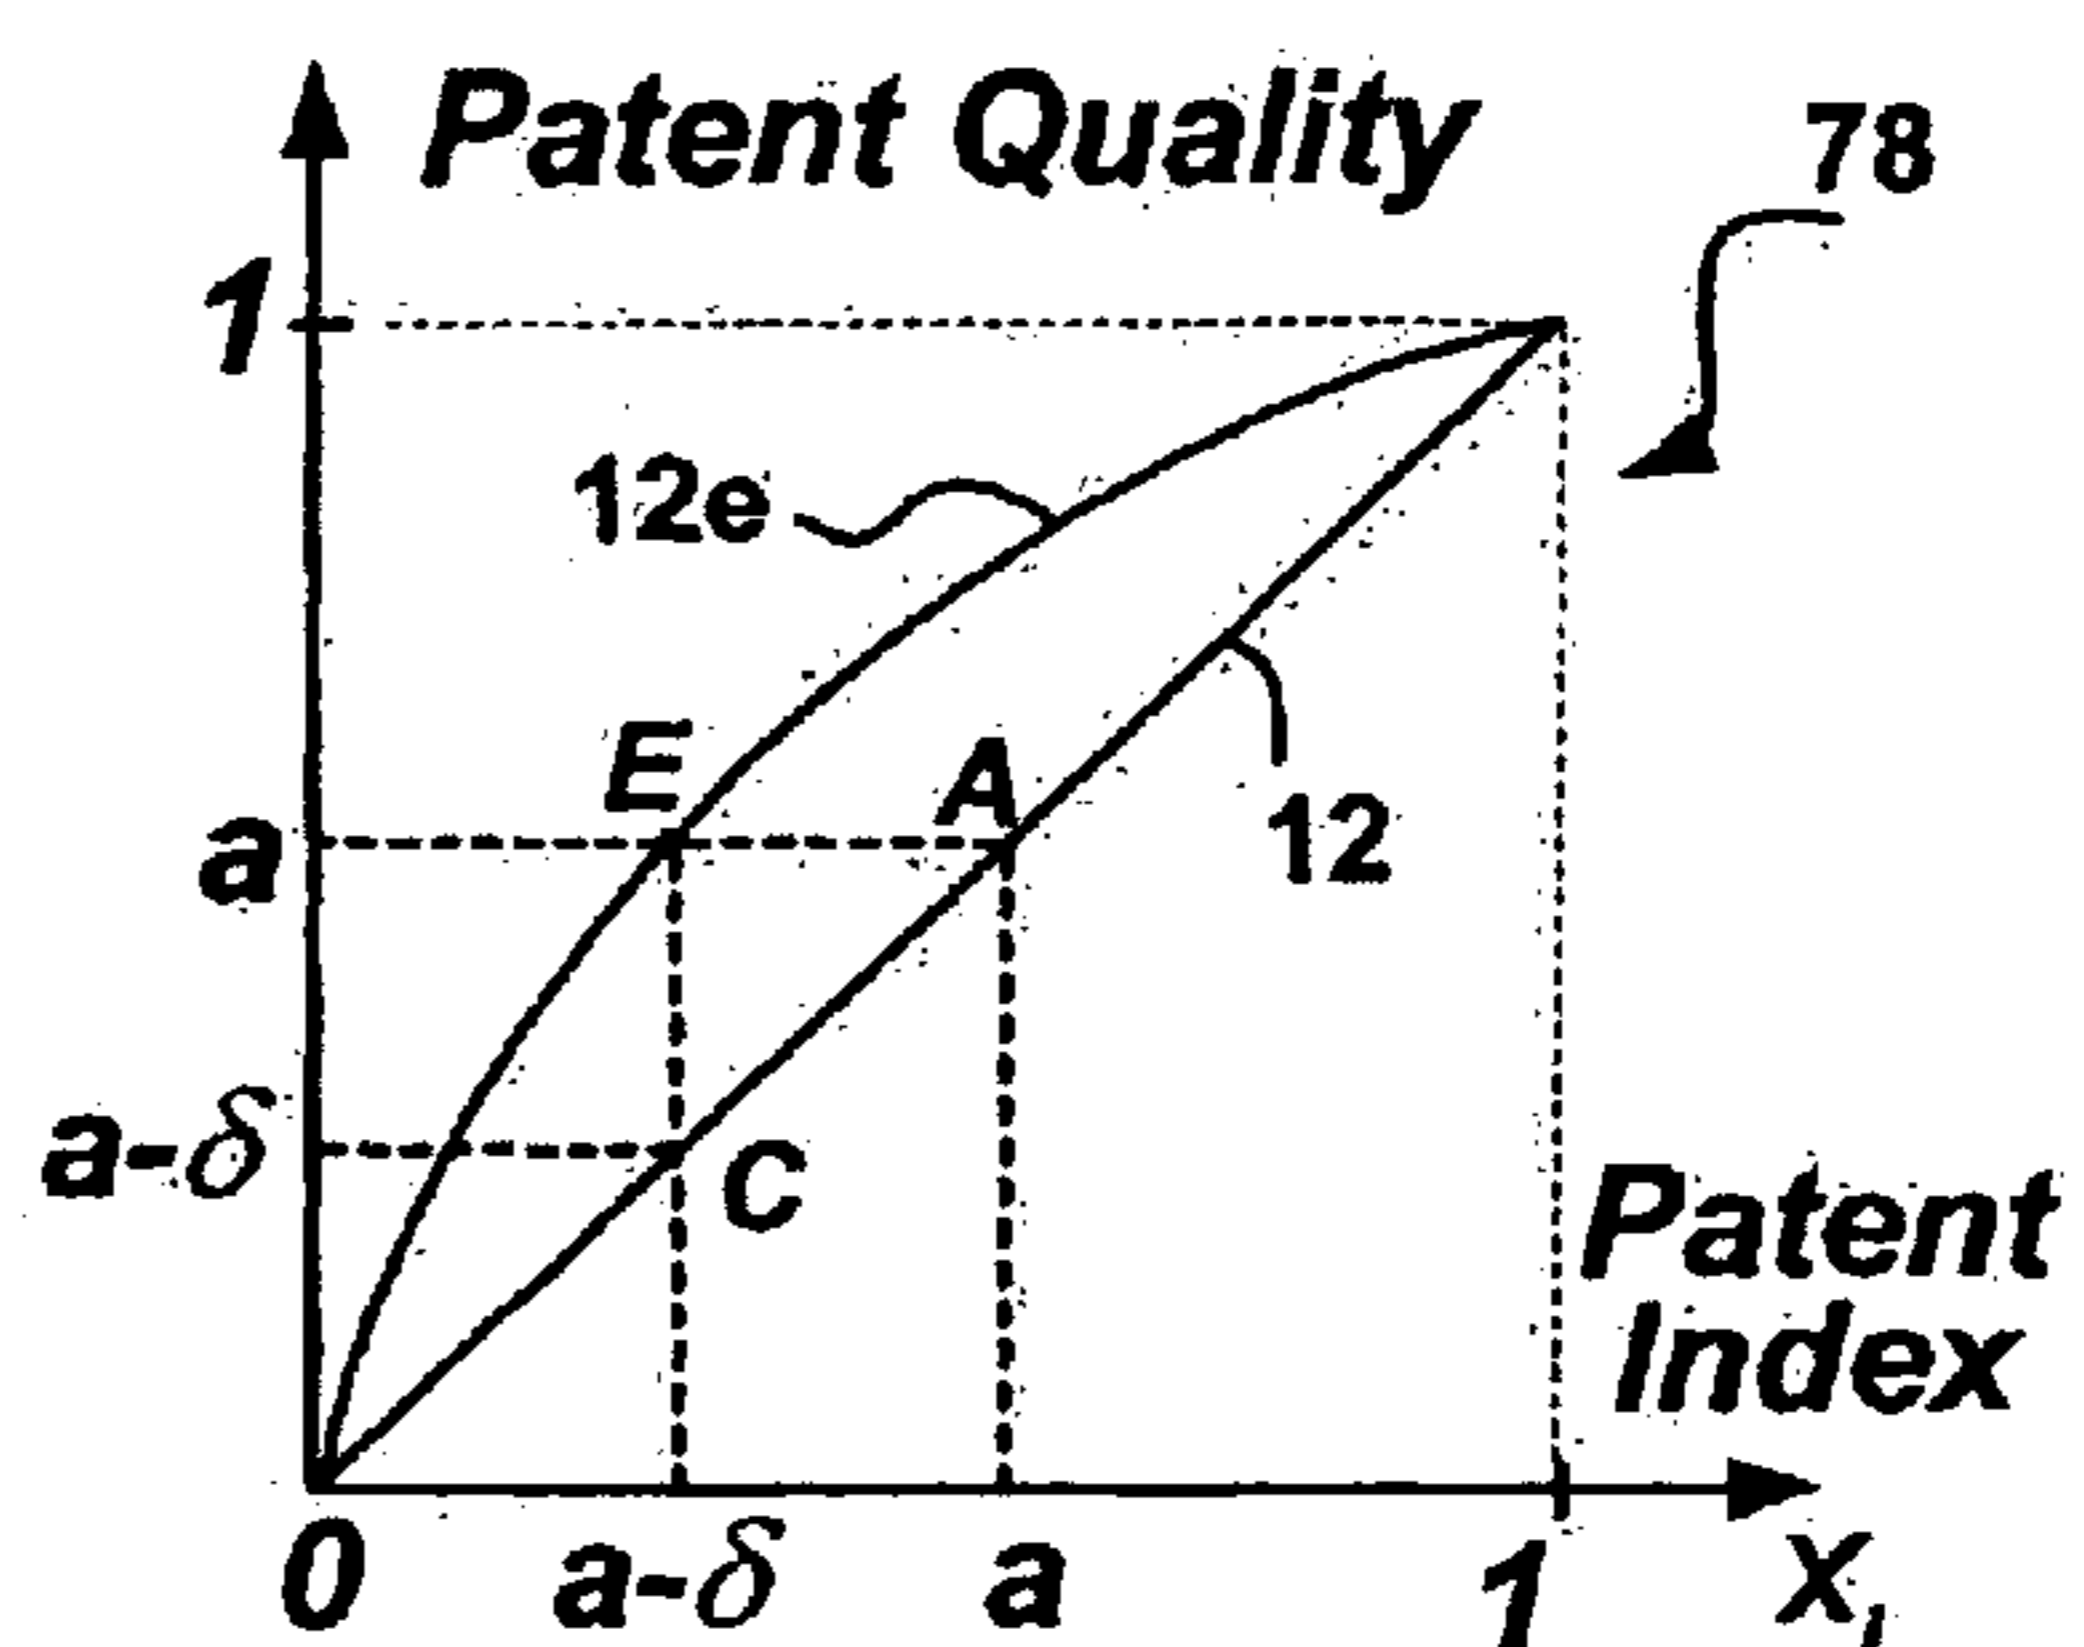 Patent Quality
78
1
12e
E
A
12
a
a-δ
C
Patent
Index
0
a-δ
a
1
x